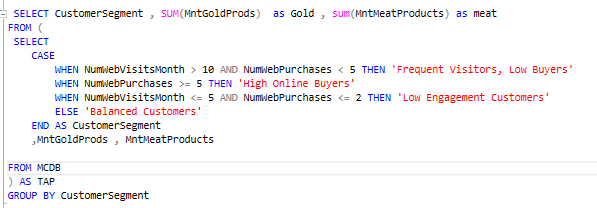 SELECT CustomerSegment , SUM(MntGoldProds)  as Gold , sum(MntMeatProducts) as meat
FROM (
SELECT
CASE
WHEN NumWebVisitsMonth > 10 AND NumWebPurchases < 5 THEN 'Frequent Visitors, Low Buyers'
WHEN NumWebPurchases >= 5 THEN 'High Online Buyers'
WHEN NumWebVisitsMonth <= 5 AND NumWebPurchases <= 2 THEN 'Low Engagement Customers'
ELSE 'Balanced Customers'
END AS CustomerSegment
,MntGoldProds , MntMeatProducts
FROM MCDB
) AS TAP
GROUP BY CustomerSegment